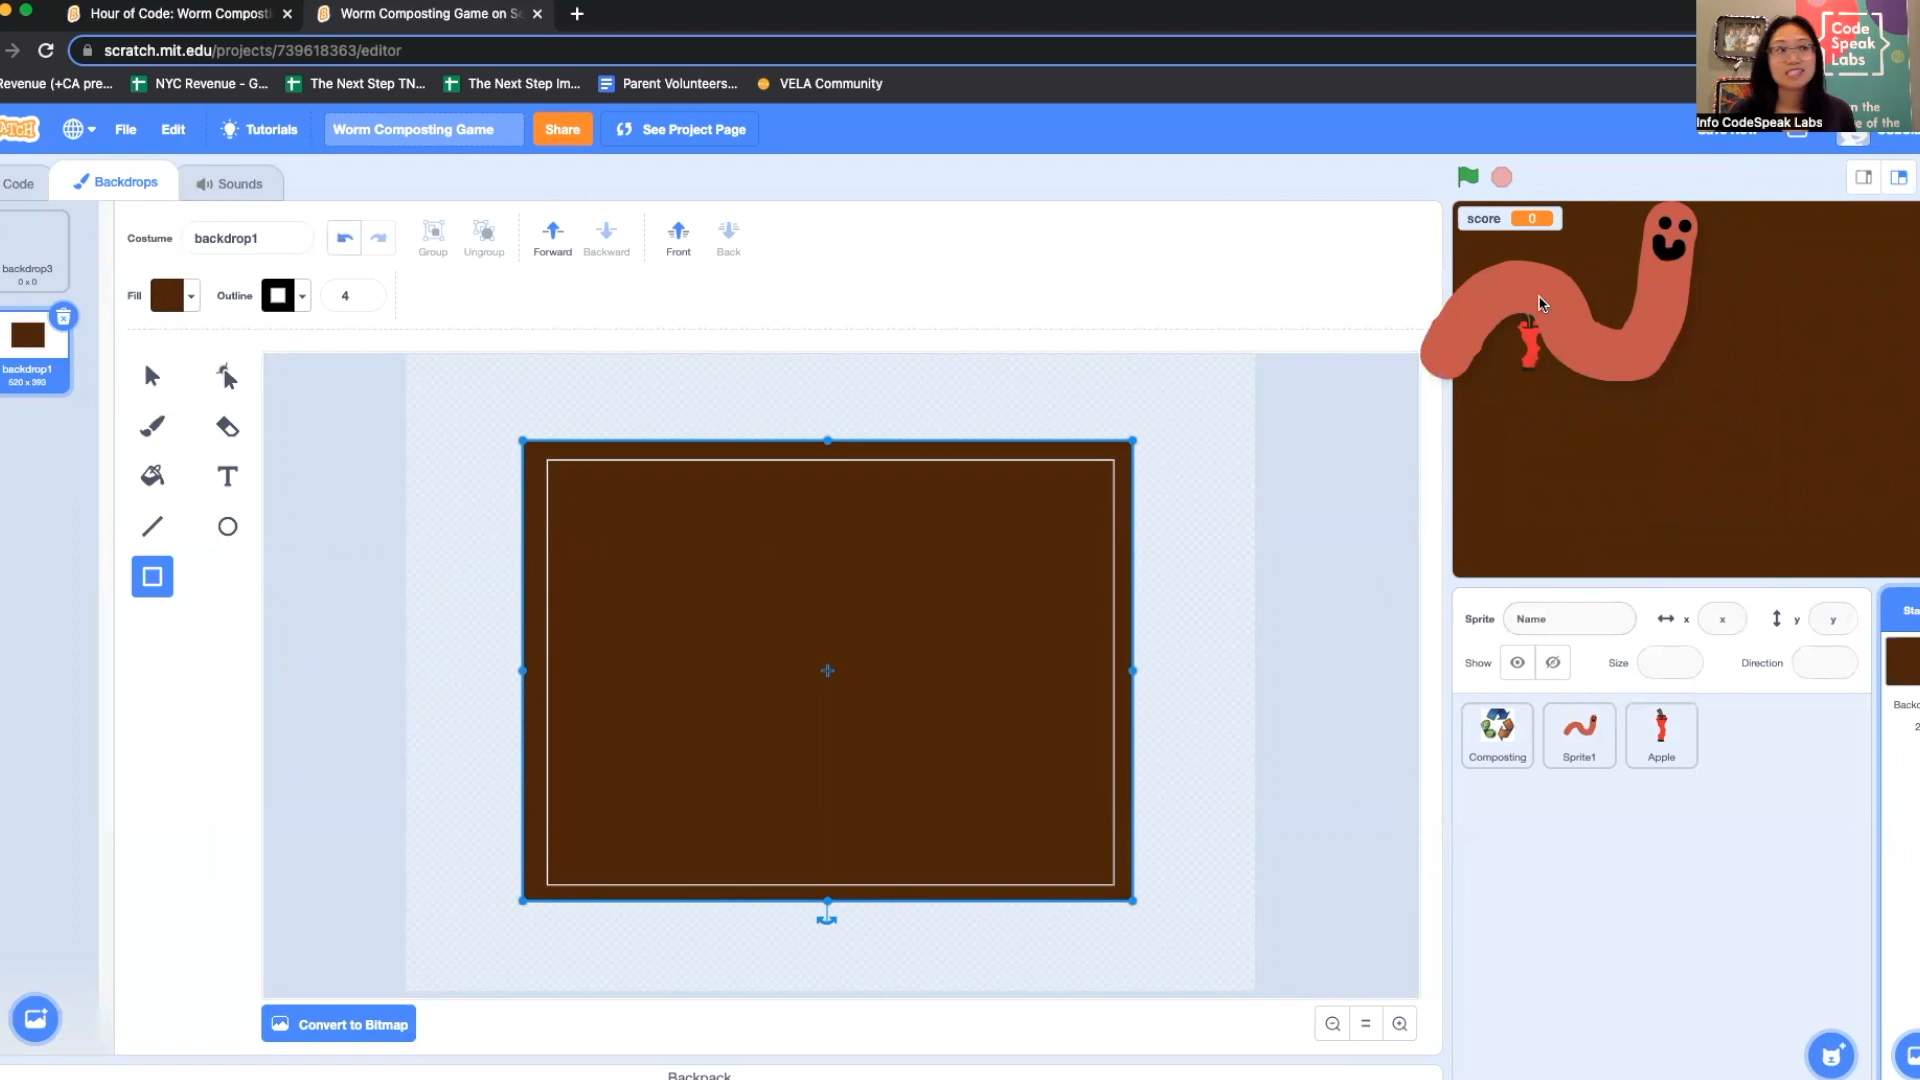 Hour of Code: Worm Composti
Worm Composting Game on Sc
scratch.mit.edu/projects/739618363/editor
Revenue (+CA pre...
NYC Revenue - G...
The Next Step TN...
The Next Step Im...
Parent Volunteers...
VELA Community
Code
Speak
Labs
Info CodeSpeak Labs
File
Edit
Tutorials
Worm Composting Game
Share
See Project Page
Code
Backdrops
Sounds
Costume
backdrop1
Group
Ungroup
Forward
Backward
Front
Back
Fill
Outline
4
backdrop3
0 x 0
backdrop1
520 x 393
score 0
Convert to Bitmap
Sprite
Name
x
x
y
y
Show
Size
Direction
Composting
Sprite1
Apple
Sta
Backd
2
Backpack